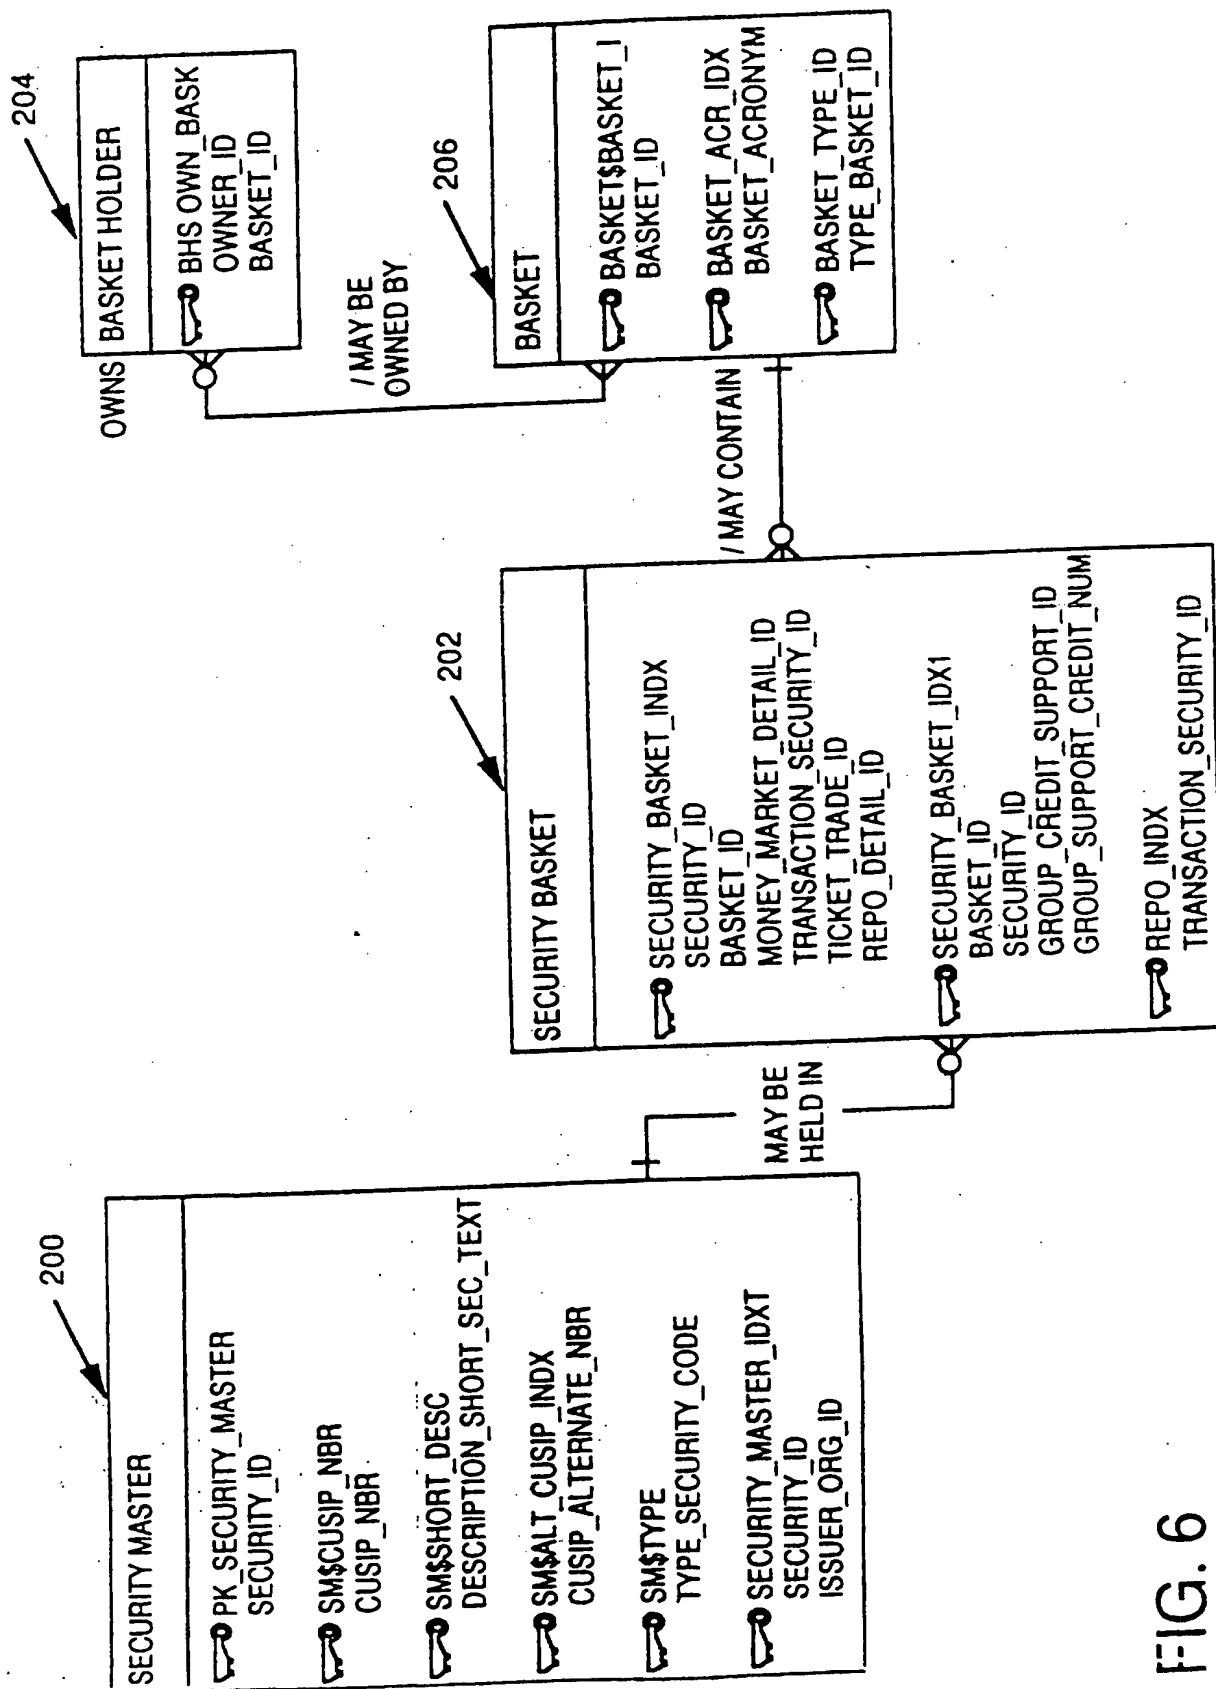 200
SECURITY MASTER
PK_SECURITY_MASTER
SECURITY_ID
SM$CUSIP_NBR
CUSIP_NBR
SM$SHORT_DESC
DESCRIPTION_SHORT_SEC_TEXT
SM$ALT_CUSIP_INDX
CUSIP_ALTERNATE_NBR
SM$TYPE
TYPE_SECURITY_CODE
SECURITY_MASTER_IDXT
SECURITY_ID
ISSUER_ORG_ID
MAY BE
HELD IN
202
SECURITY BASKET
SECURITY_BASKET_INDX
SECURITY_ID
BASKET_ID
MONEY_MARKET_DETAIL_ID
TRANSACTION_SECURITY_ID
TICKET_TRADE_ID
REPO_DETAIL_ID
SECURITY_BASKET_IDX1
BASKET_ID
SECURITY_ID
GROUP_CREDIT_SUPPORT_ID
GROUP_SUPPORT_CREDIT_NUM
REPO_INDX
TRANSACTION_SECURITY_ID
/ MAY CONTAIN
204
OWNS
BASKET HOLDER
BHS OWN_BASK
OWNER_ID
BASKET_ID
/ MAY BE
OWNED BY
206
BASKET
BASKET$BASKET_I
BASKET_ID
BASKET_ACR_IDX
BASKET_ACRONYM
BASKET_TYPE_ID
TYPE_BASKET_ID
FIG. 6